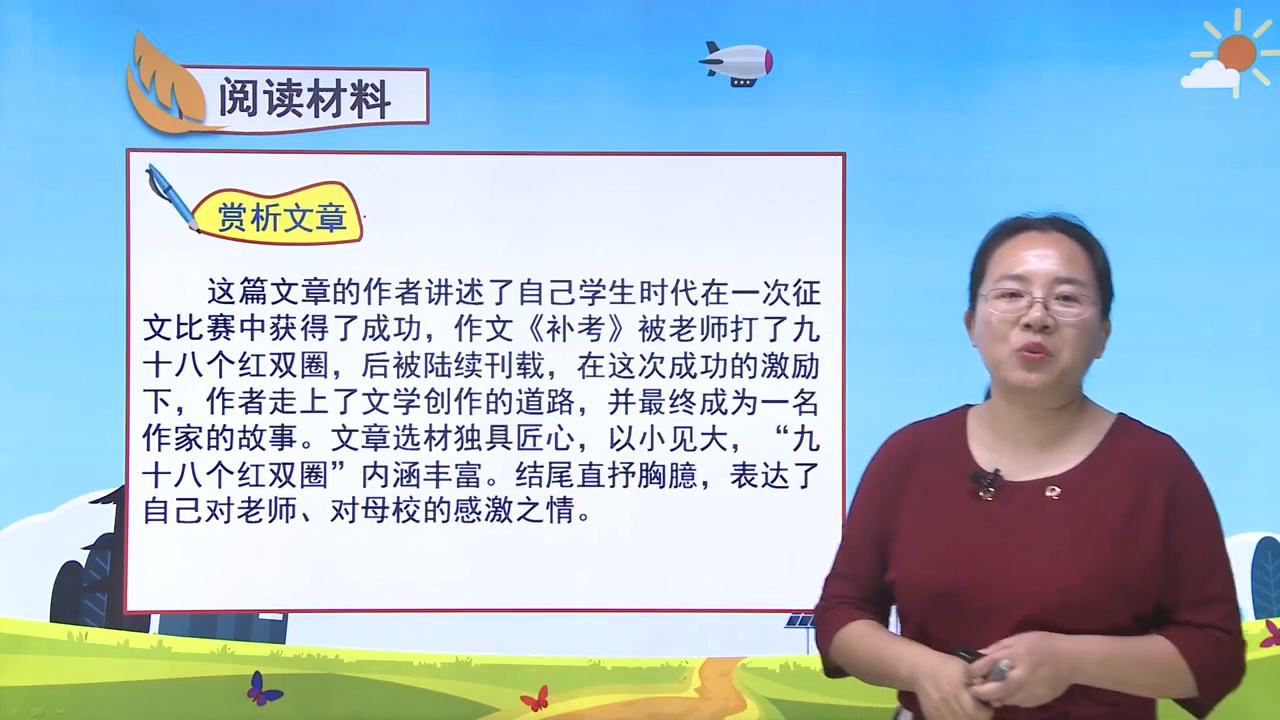 阅读材料
赏析文章
这篇文章的作者讲述了自己学生时代在一次征
文比赛中获得了成功，作文《补考》被老师打了九
十八个红双圈，后被陆续刊载，在这次成功的激励
下，作者走上了文学创作的道路，并最终成为一名
作家的故事。文章选材独具匠心，以小见大，“九
十八个红双圈”内涵丰富。结尾直抒胸臆，表达了
自己对老师、对母校的感激之情。